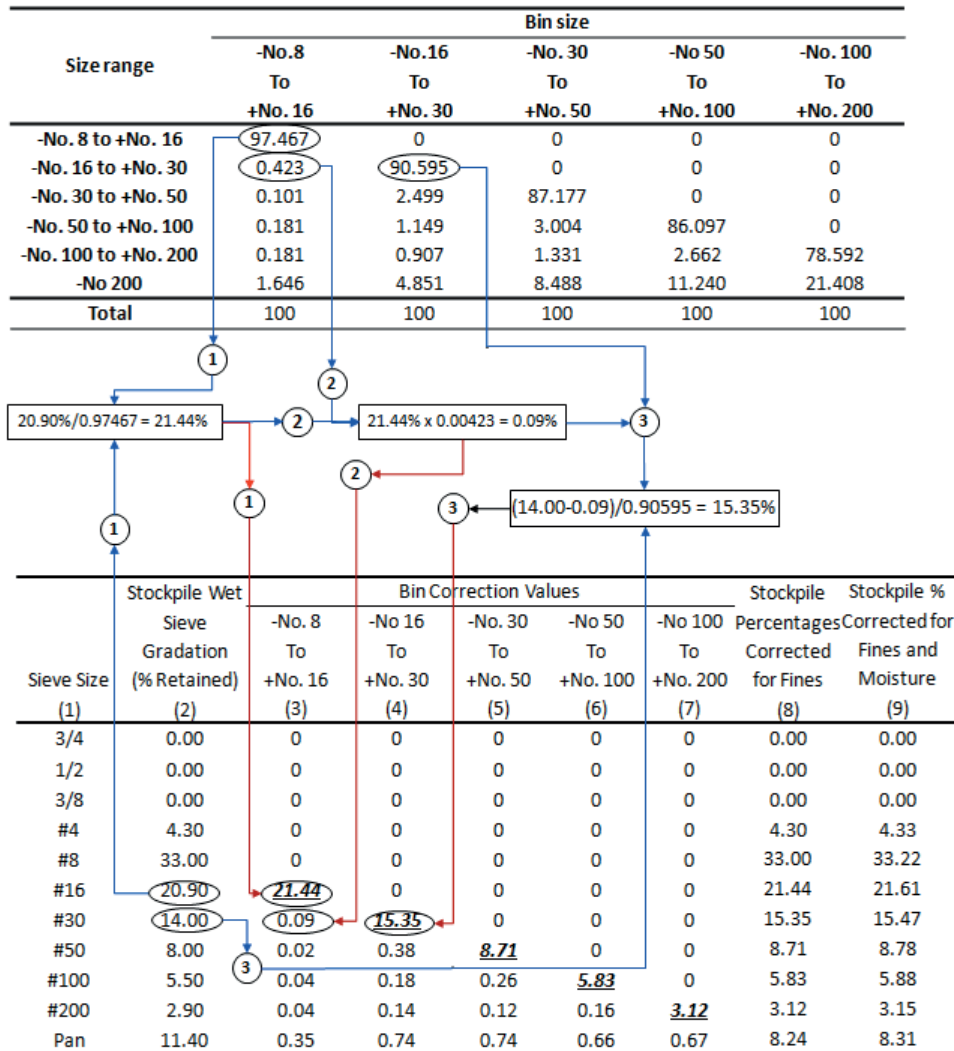 Bin size
Size range -No.8 -No.16 -No. 30 -No 50 -No. 100
To To To To To
+No. 16 +No. 30 +No. 50 +No. 100 +No. 200
-No. 8 to +No. 16 97.467 0 0 0 0
-No. 16 to +No. 30 0.423 90.595 0 0 0
-No. 30 to +No. 50 0.101 2.499 87.177 0 0
-No. 50 to +No. 100 0.181 1.149 3.004 86.097 0
-No. 100 to +No. 200 0.181 0.907 1.331 2.662 78.592
-No 200 1.646 4.851 8.488 11.240 21.408
Total 100 100 100 100 100
1
2
20.90%/0.97467 = 21.44% 2 21.44% x 0.00423 = 0.09% 3
2
1 3 (14.00-0.09)/0.90595 = 15.35%
1
Stockpile Wet Bin Correction Values Stockpile Stockpile %
Sieve -No. 8 -No 16 -No. 30 -No 50 -No 100 Percentages Corrected for
Gradation To To To To To Corrected Fines and
Sieve Size (% Retained) +No. 16 +No. 30 +No. 50 +No. 100 +No. 200 for Fines Moisture
(1) (2) (3) (4) (5) (6) (7) (8) (9)
3/4 0.00 0 0 0 0 0 0.00 0.00
1/2 0.00 0 0 0 0 0 0.00 0.00
3/8 0.00 0 0 0 0 0 0.00 0.00
#4 4.30 0 0 0 0 0 4.30 4.33
#8 33.00 0 0 0 0 0 33.00 33.22
#16 20.90 21.44 0 0 0 0 21.44 21.61
#30 14.00 0.09 15.35 0 0 0 15.35 15.47
#50 8.00 0.02 0.38 8.71 0 0 8.71 8.78
3
#100 5.50 0.04 0.18 0.26 5.83 0 5.83 5.88
#200 2.90 0.04 0.14 0.12 0.16 3.12 3.12 3.15
Pan 11.40 0.35 0.74 0.74 0.66 0.67 8.24 8.31